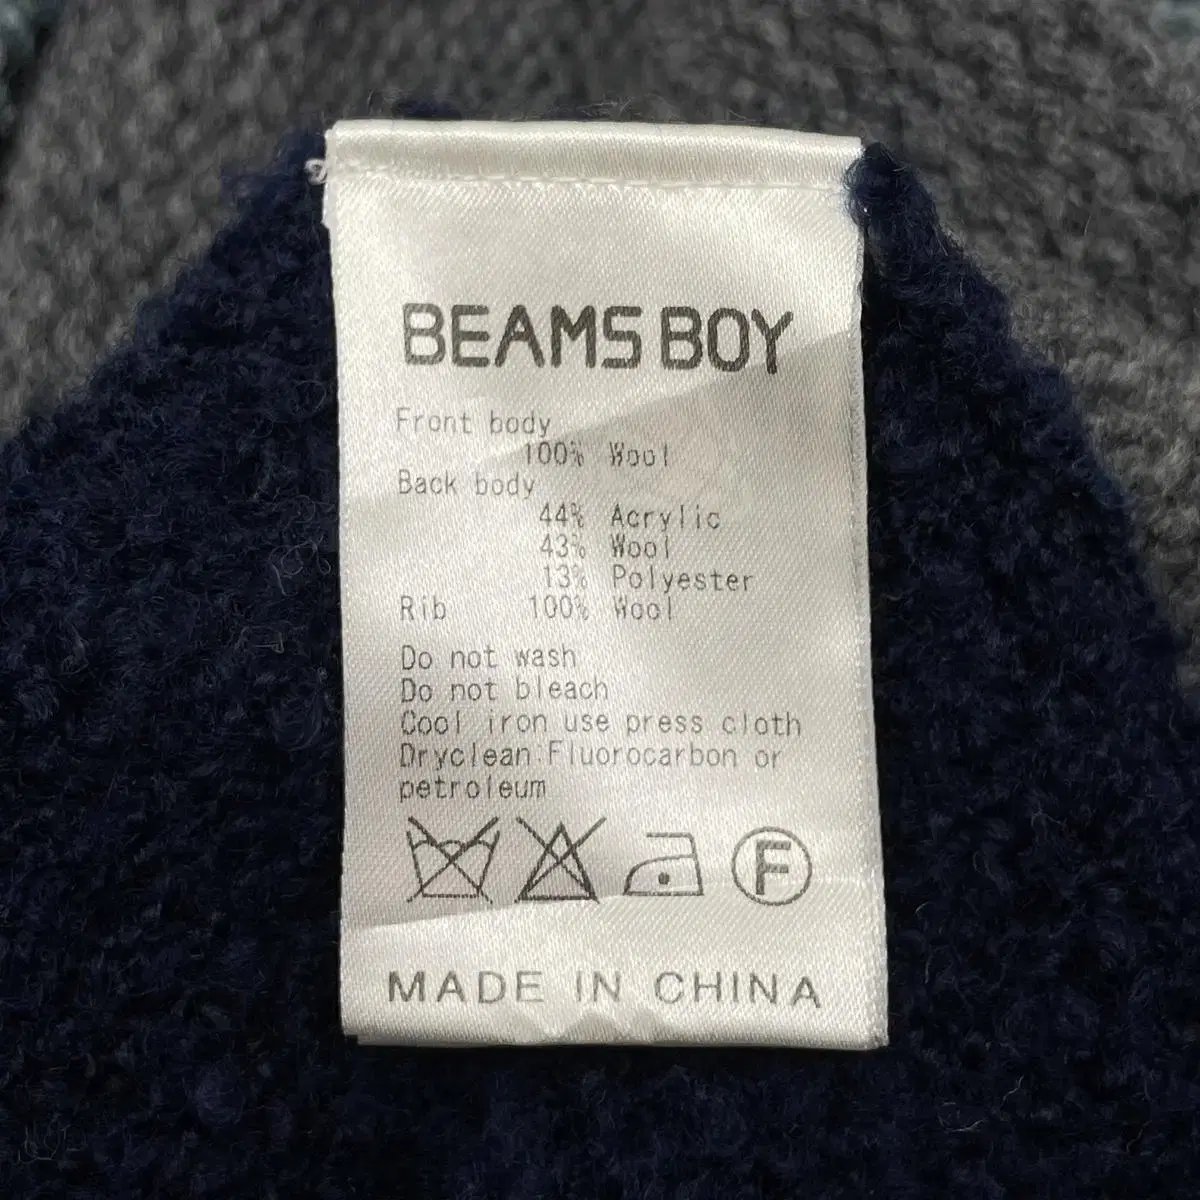 BEAMS BOY
Front body
100% Wool
Back body
44% Acrylic
43% Wool
13% Polyester
Rib 100% Wool
Do not wash
Do not bleach
Cool iron use press cloth
Dryclean:Fluorocarbon or
petroleum
F
MADE IN CHINA